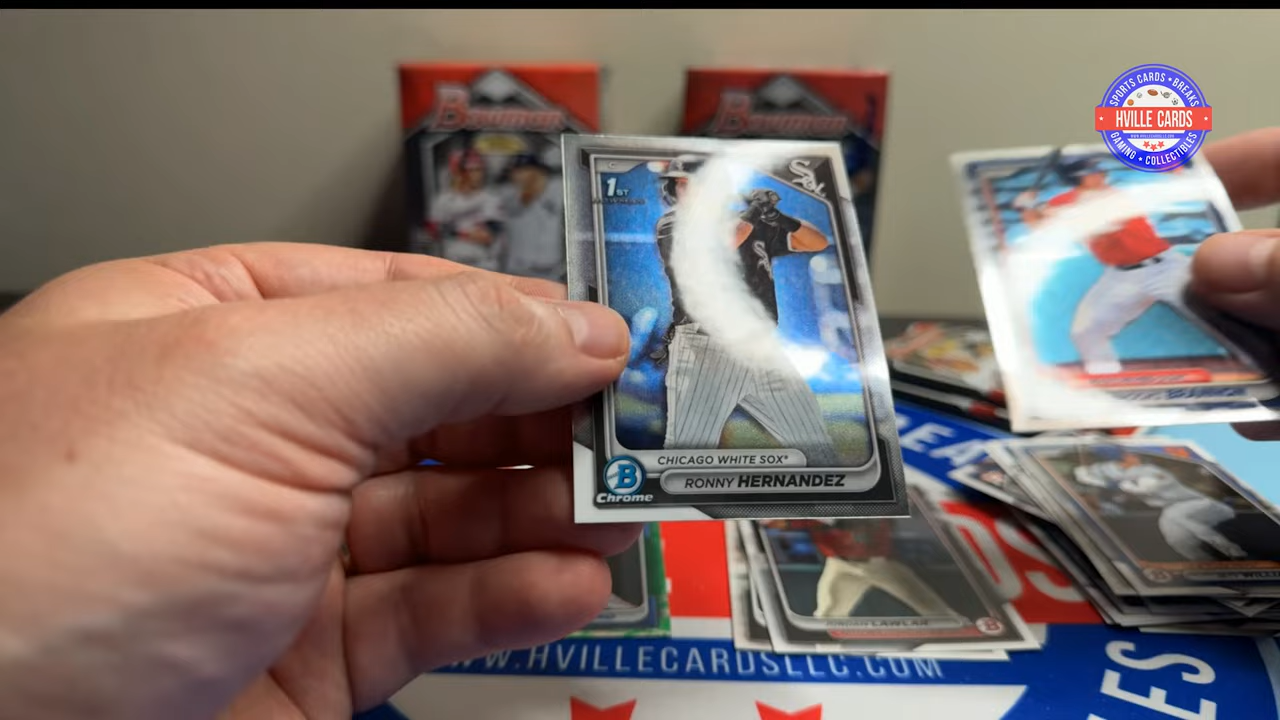 SPORTS CARDS • BREAKS
HVILLE CARDS
GAMING • COLLECTIBLES
Bowman
Bowman
1ST
BOWMAN
Sox
CHICAGO WHITE SOX
B
Chrome
RONNY HERNANDEZ
JORDAN LAWLAR
B
WWW.HVILLECARDSLLC.COM